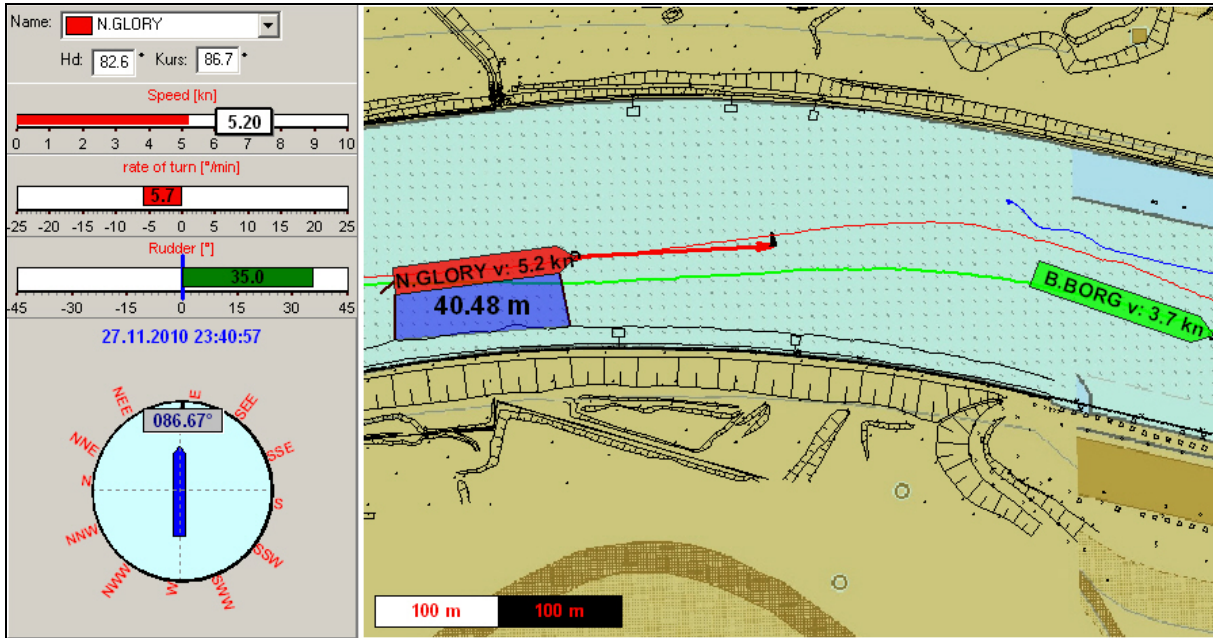 Name: N.GLORY
Hd: 82.6 ° Kurs: 86.7 °
Speed [kn]
5.20
0 1 2 3 4 5 6 7 8 9 10
rate of turn [°/min]
5.7
-25 -20 -15 -10 -5 0 5 10 15 20 25
Rudder [°]
35.0
-45 -30 -15 0 15 30 45
27.11.2010 23:40:57
E
NEE SEE
086.67°
NNE SSE
N S
NNW SSW
NWW SWW
W
N.GLORY v: 5.2 kn
40.48 m
B.BORG v: 3.7 kn
100 m 100 m